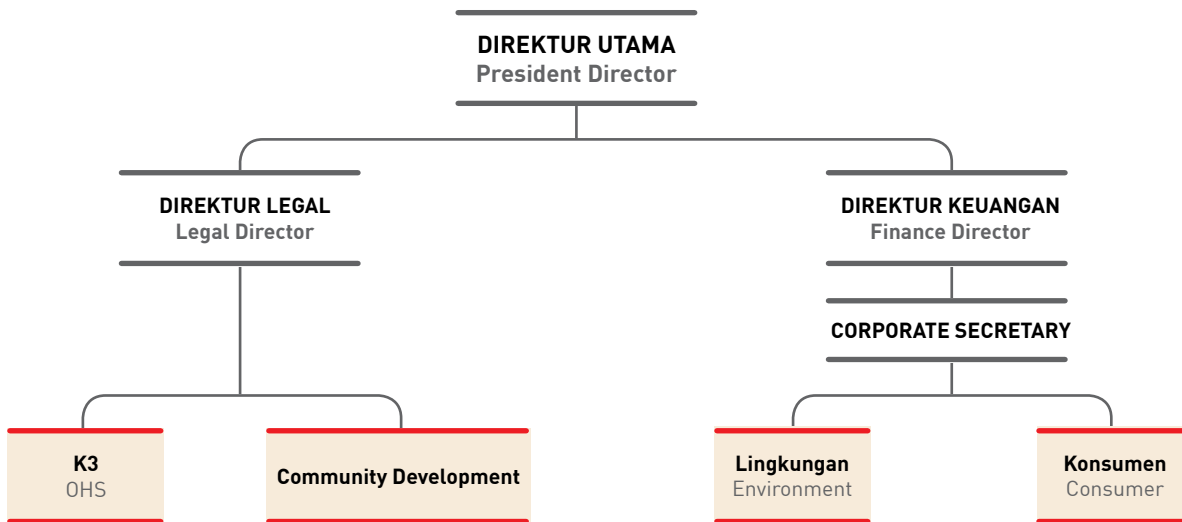 DIREKTUR UTAMA
President Director
DIREKTUR LEGAL
Legal Director
DIREKTUR KEUANGAN
Finance Director
CORPORATE SECRETARY
K3
OHS
Community Development
Lingkungan
Environment
Konsumen
Consumer